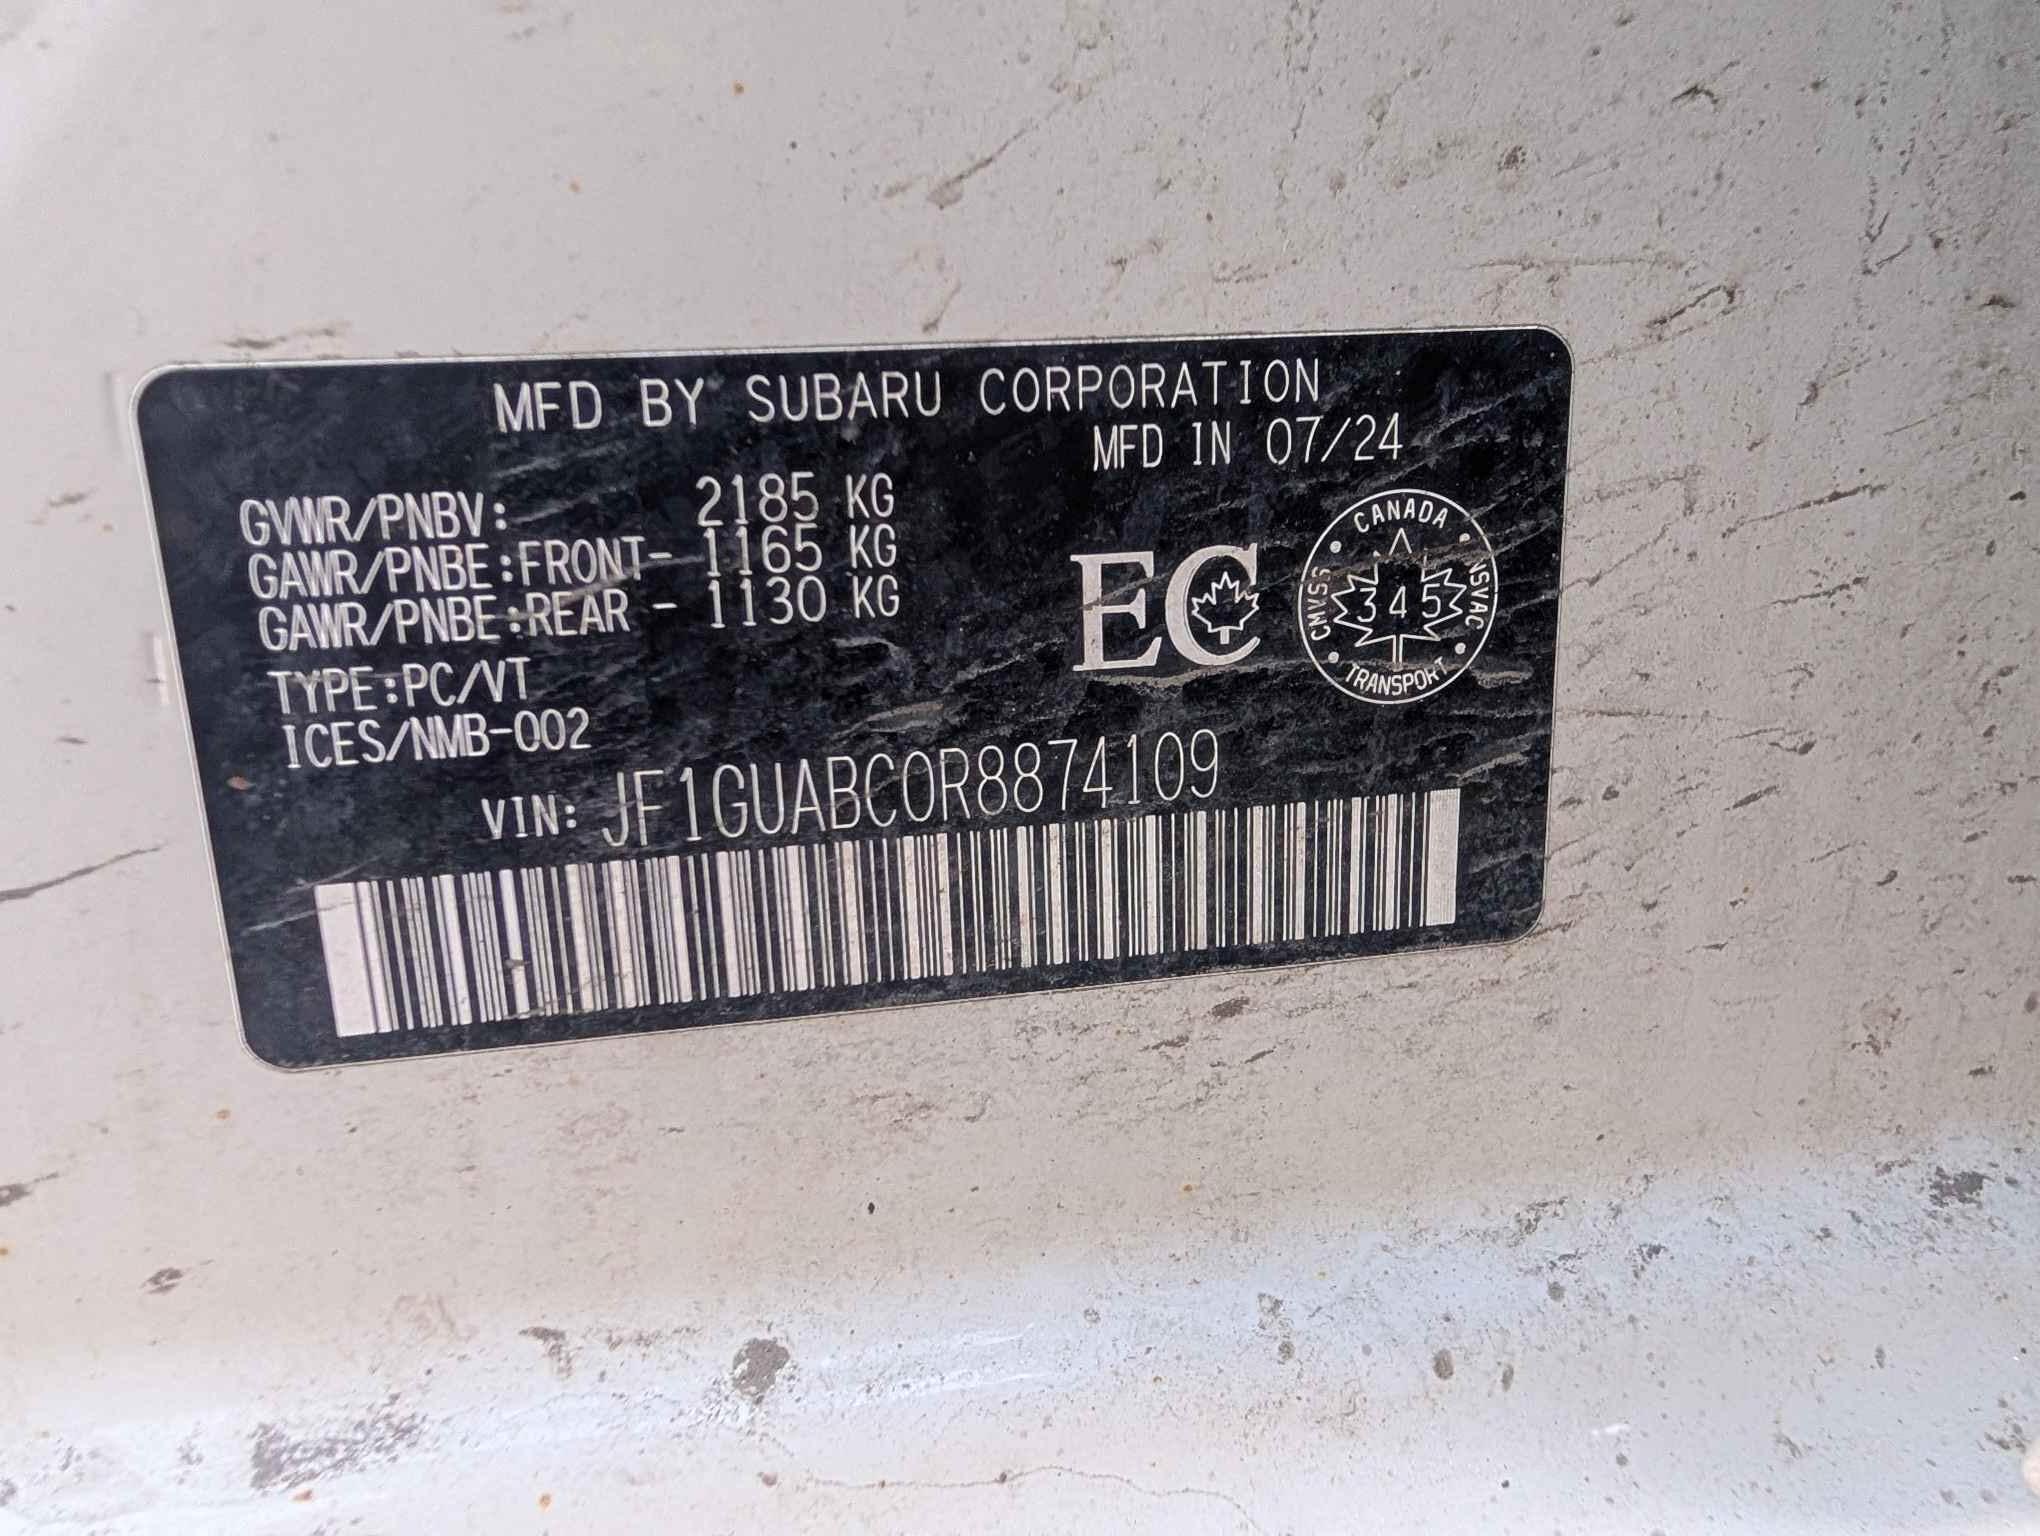 MFD BY SUBARU CORPORATION
MFD IN 07/24
GVWR/PNBV: 2185 KG
GAWR/PNBE:FRONT- 1165 KG
GAWR/PNBE:REAR - 1130 KG
TYPE:PC/VT
ICES/NMB-002
EC
CANADA
CMVSS
345
NSVAC
TRANSPORT
VIN: JF1GUABC0R8874109